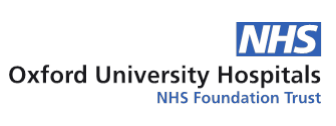 NHS
Oxford University Hospitals
NHS Foundation Trust